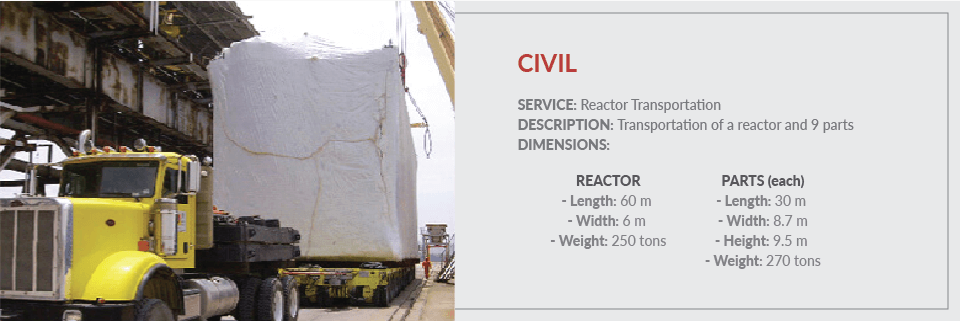 CIVIL
SERVICE: Reactor Transportation
DESCRIPTION: Transportation of a reactor and 9 parts
DIMENSIONS:
REACTOR
- Length: 60 m
- Width: 6 m
- Weight: 250 tons
PARTS (each)
- Length: 30 m
- Width: 8.7 m
- Height: 9.5 m
- Weight: 270 tons